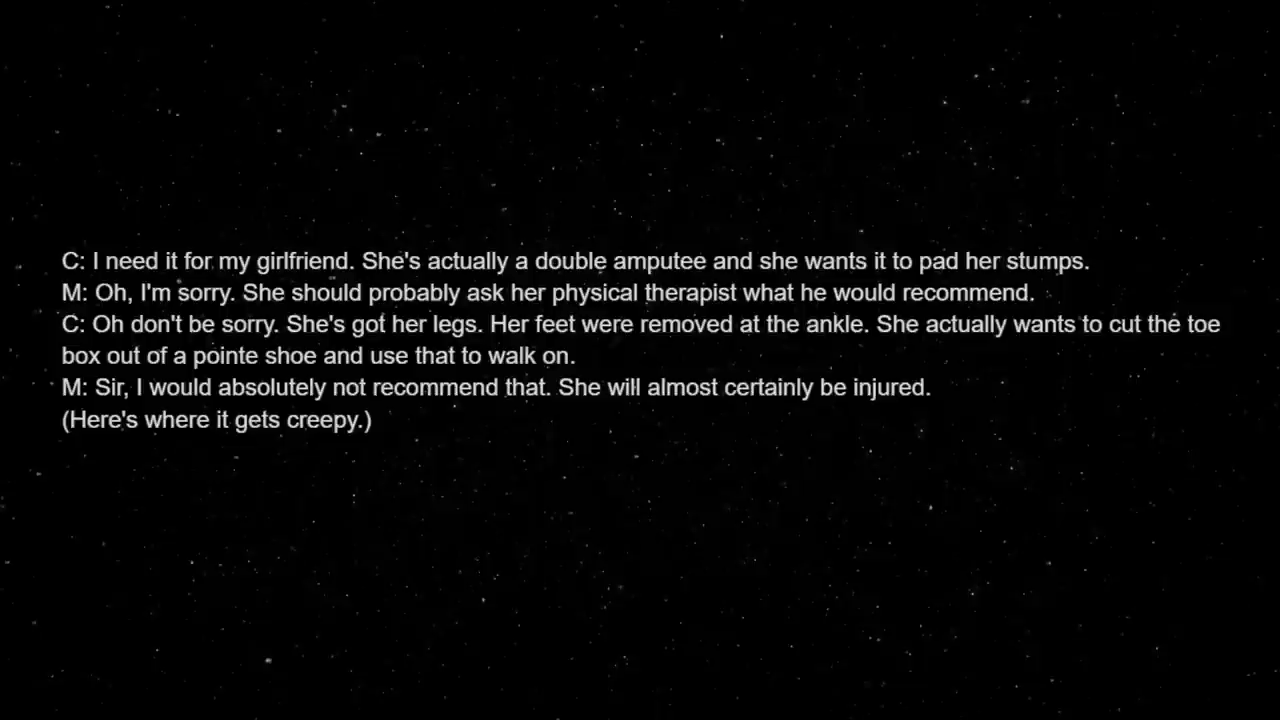 C: I need it for my girlfriend. She's actually a double amputee and she wants it to pad her stumps.
M: Oh, I'm sorry. She should probably ask her physical therapist what he would recommend.
C: Oh don't be sorry. She's got her legs. Her feet were removed at the ankle. She actually wants to cut the toe
box out of a pointe shoe and use that to walk on.
M: Sir, I would absolutely not recommend that. She will almost certainly be injured.
(Here's where it gets creepy.)